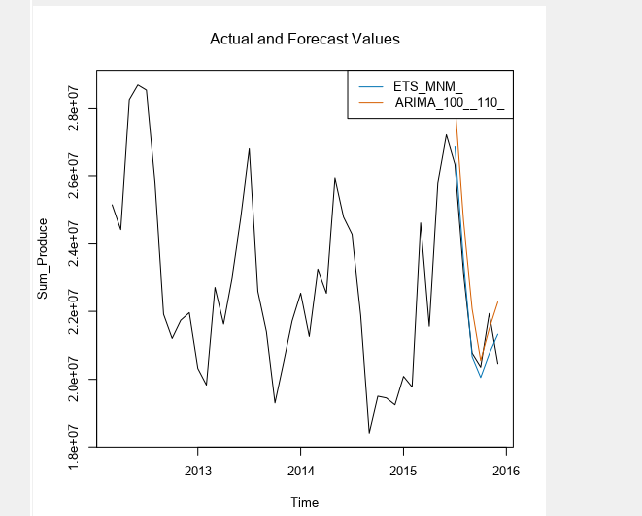 Actual and Forecast Values
ETS_MNM_
ARIMA_100__110_
2.8e+07
2.6e+07
2.4e+07
2.2e+07
2.0e+07
1.8e+07
Sum_Produce
2013 2014 2015 2016
Time